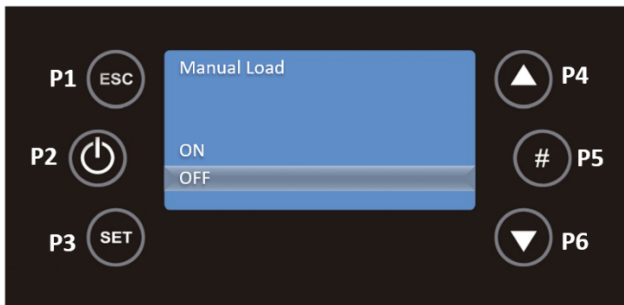 P1 ESC
Manual Load
P4
P2
ON
# P5
OFF
P3 SET
P6